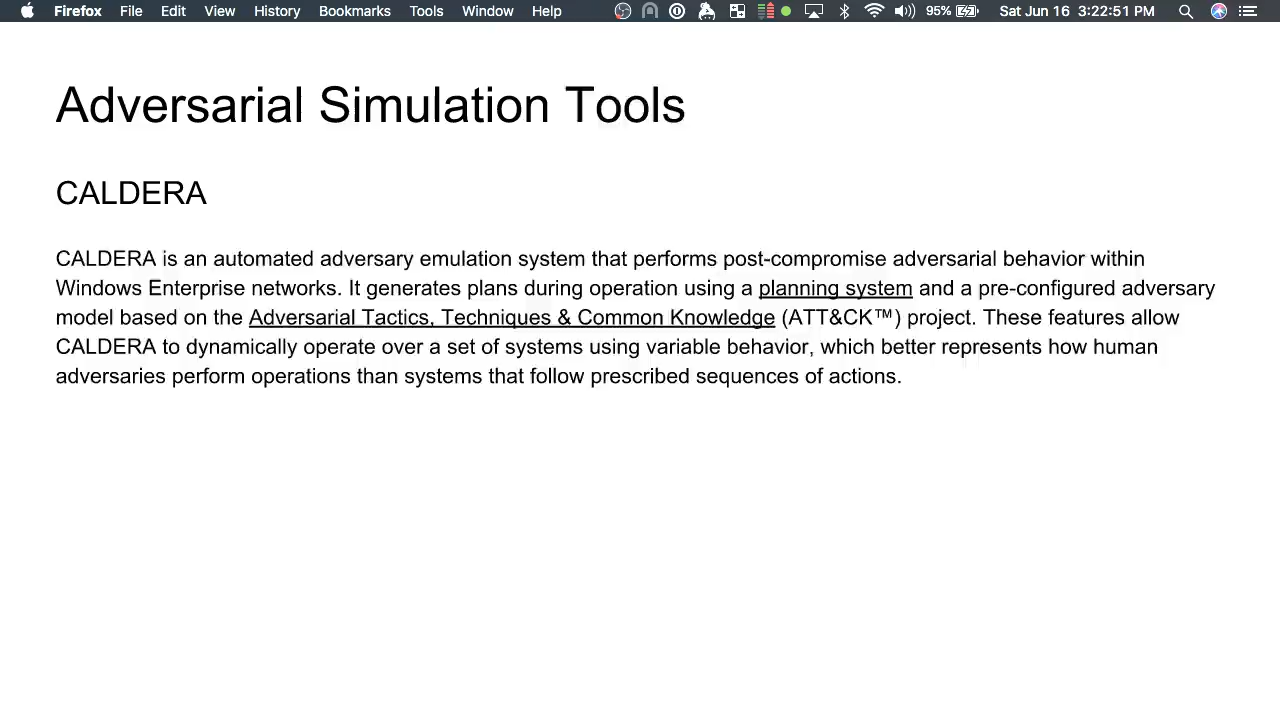 Firefox File Edit View History Bookmarks Tools Window Help 95% Sat Jun 16 3:22:51 PM
Adversarial Simulation Tools
CALDERA
CALDERA is an automated adversary emulation system that performs post-compromise adversarial behavior within
Windows Enterprise networks. It generates plans during operation using a planning system and a pre-configured adversary
model based on the Adversarial Tactics, Techniques & Common Knowledge (ATT&CK™) project. These features allow
CALDERA to dynamically operate over a set of systems using variable behavior, which better represents how human
adversaries perform operations than systems that follow prescribed sequences of actions.